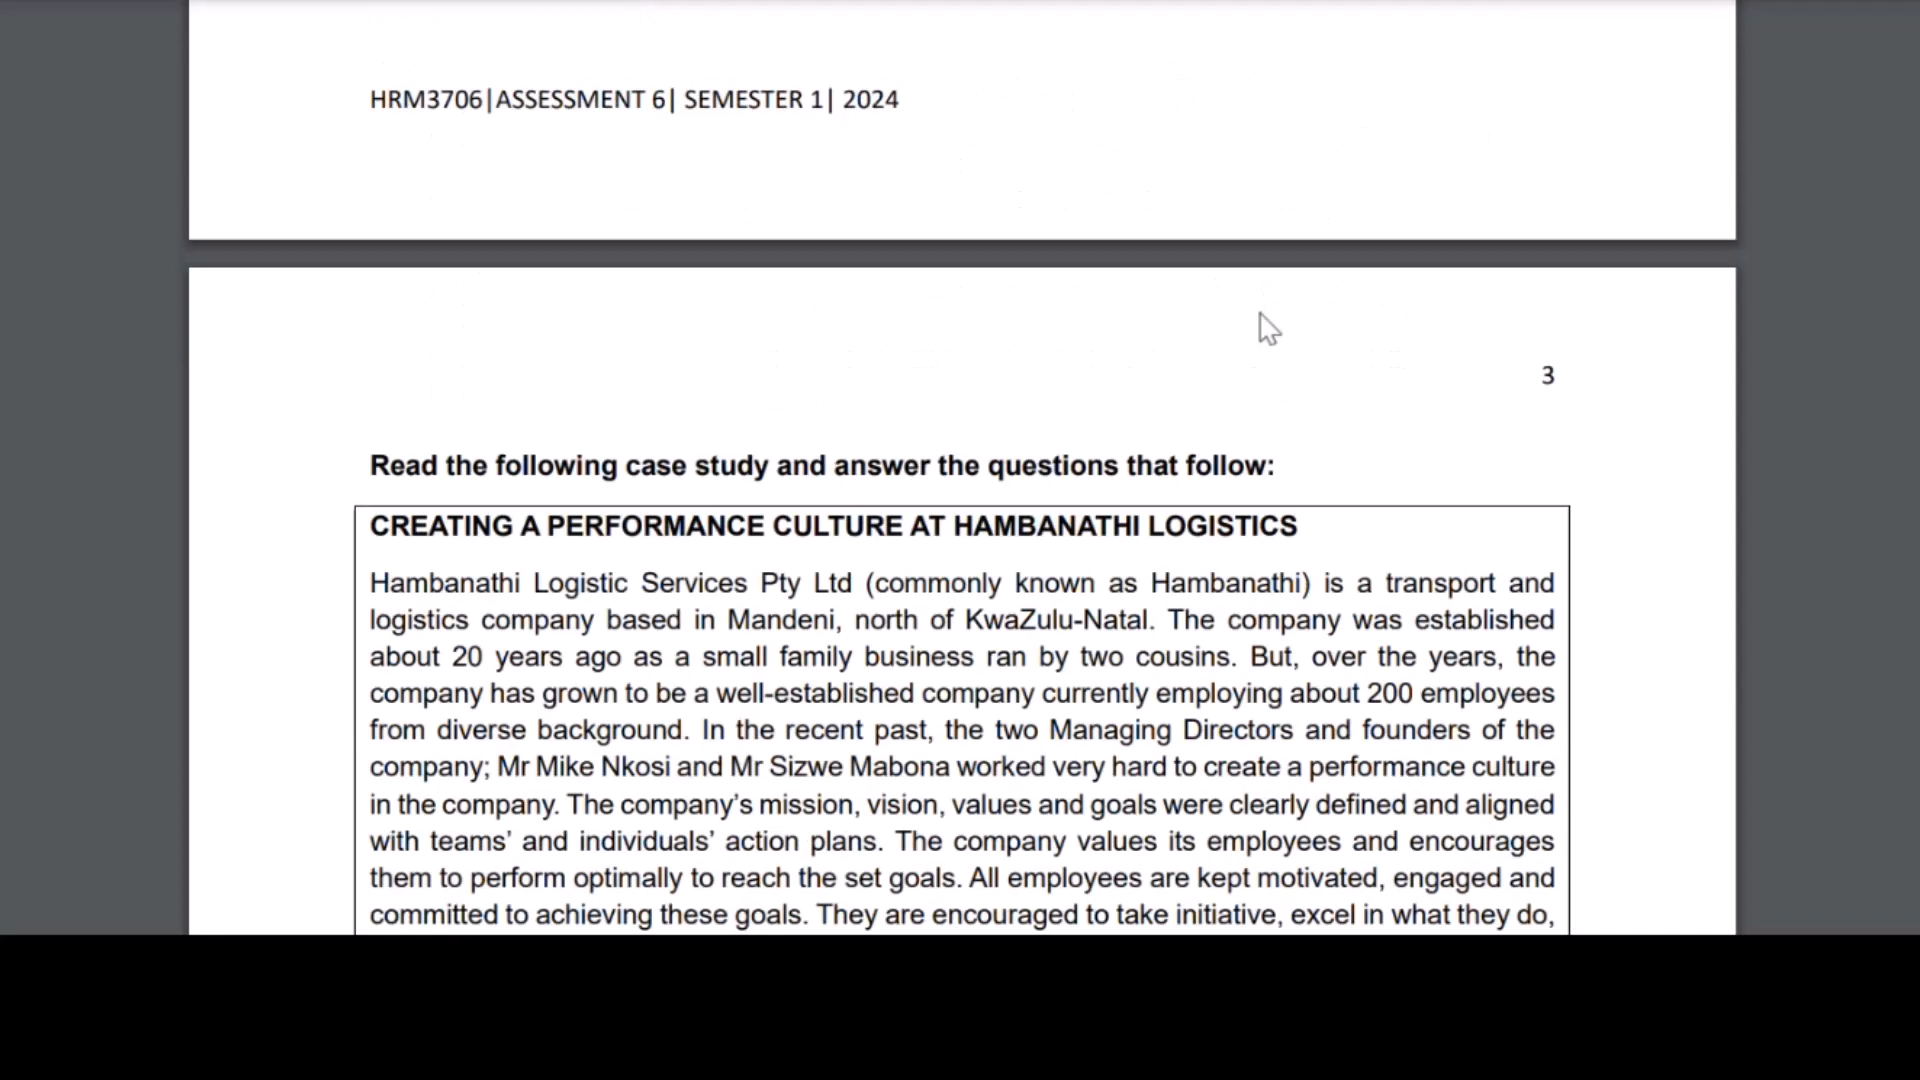 HRM3706|ASSESSMENT 6| SEMESTER 1| 2024
3
Read the following case study and answer the questions that follow:
CREATING A PERFORMANCE CULTURE AT HAMBANATHI LOGISTICS
Hambanathi Logistic Services Pty Ltd (commonly known as Hambanathi) is a transport and
logistics company based in Mandeni, north of KwaZulu-Natal. The company was established
about 20 years ago as a small family business ran by two cousins. But, over the years, the
company has grown to be a well-established company currently employing about 200 employees
from diverse background. In the recent past, the two Managing Directors and founders of the
company; Mr Mike Nkosi and Mr Sizwe Mabona worked very hard to create a performance culture
in the company. The company’s mission, vision, values and goals were clearly defined and aligned
with teams’ and individuals’ action plans. The company values its employees and encourages
them to perform optimally to reach the set goals. All employees are kept motivated, engaged and
committed to achieving these goals. They are encouraged to take initiative, excel in what they do,